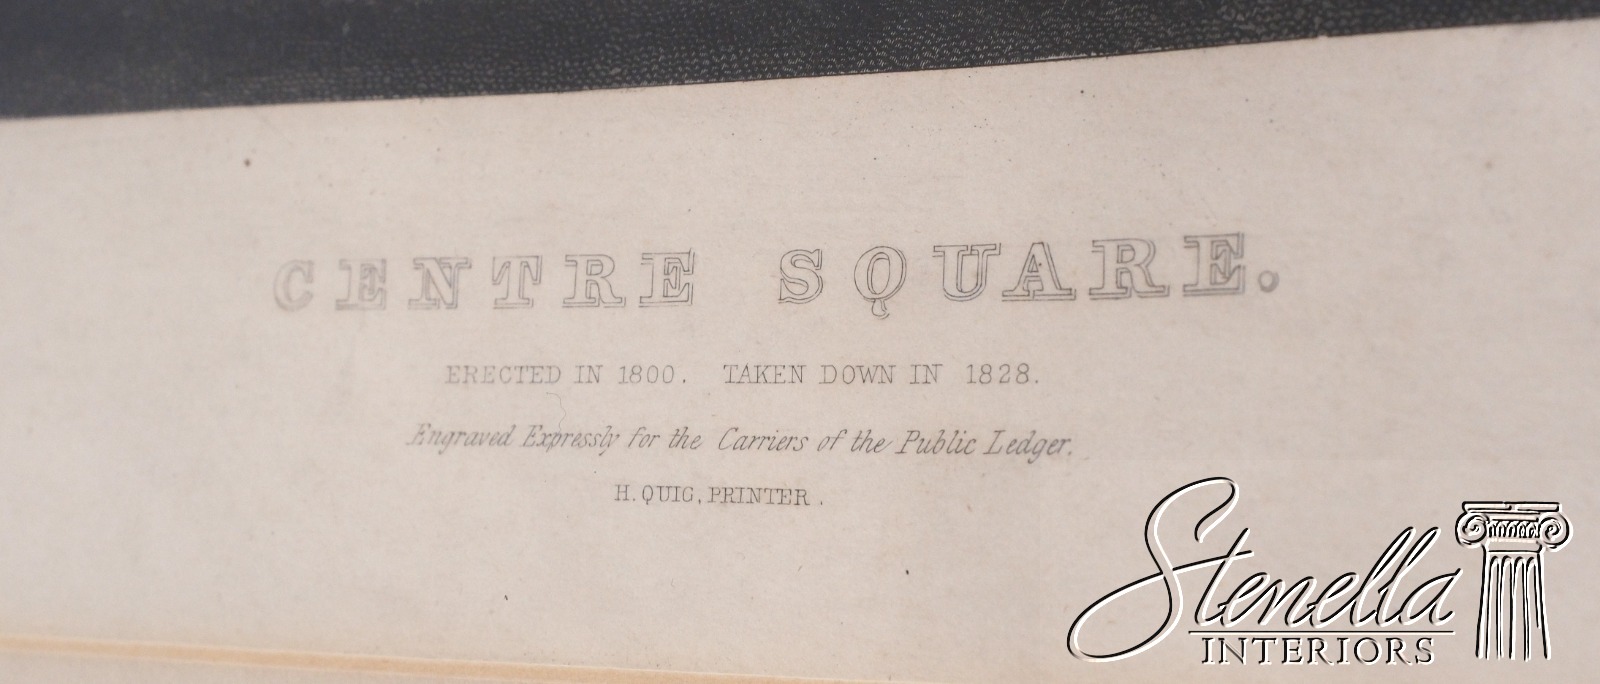 CENTRE SQUARE.
ERECTED IN 1800. TAKEN DOWN IN 1828.
Engraved Expressly for the Carriers of the Public Ledger.
H. QUIG, PRINTER.
Stenella
INTERIORS